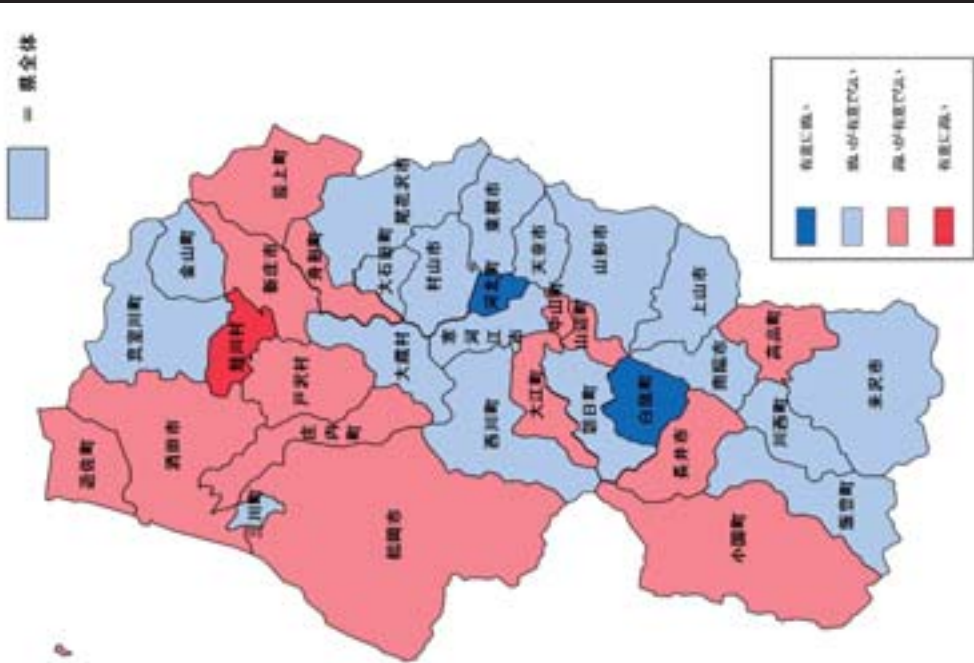 = 県全体
真室川町
金山町
最上町
新庄市
舟形町
鮭川村
戸沢村
大蔵村
尾花沢市
大石田町
村山市
東根市
河北町
天童市
寒河江市
中山町
山辺町
山形市
上山市
西川町
大江町
朝日町
白鷹町
長井市
南陽市
高畠町
川西町
米沢市
飯豊町
小国町
遊佐町
酒田市
庄内町
三川町
鶴岡市
有意に低い
低いが有意でない
高いが有意でない
有意に高い